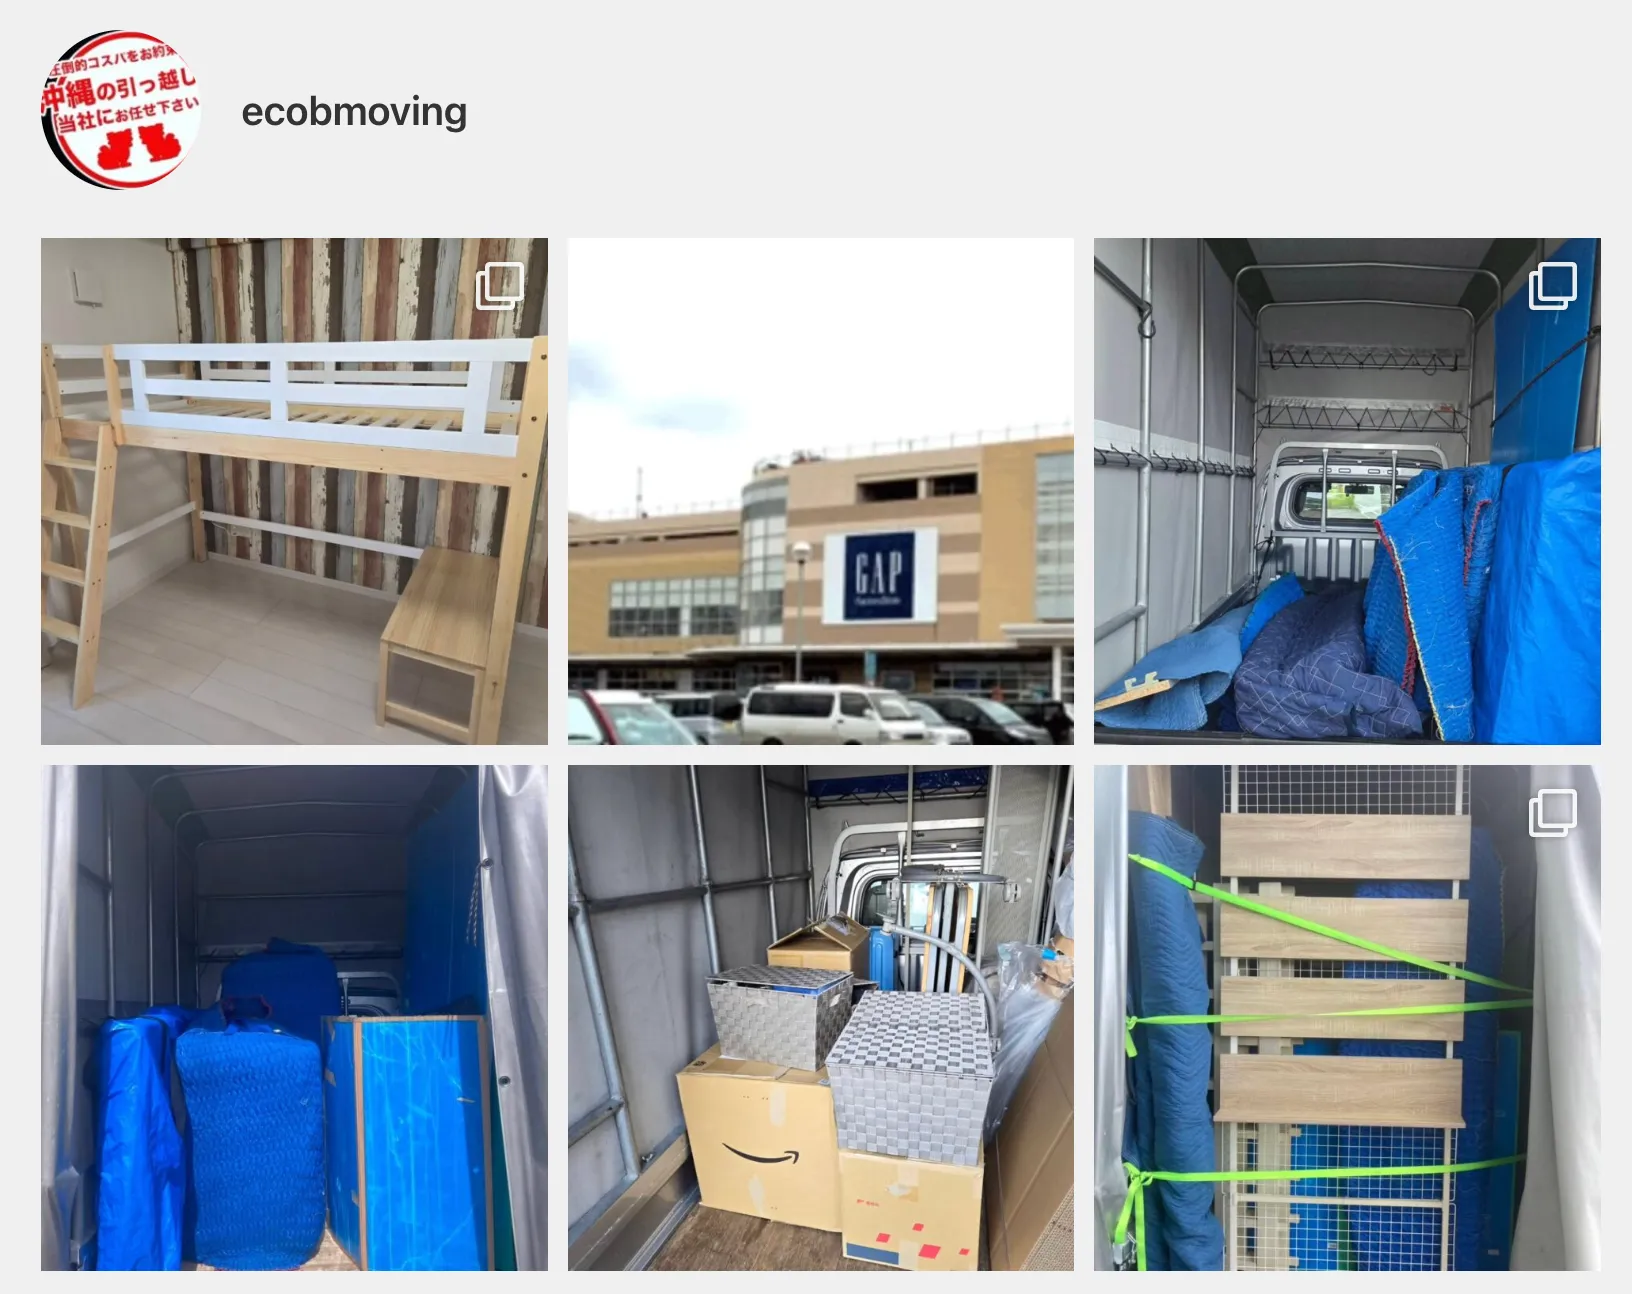 圧倒的コスパをお約束
沖縄の引っ越し
当社にお任せ下さい
ecobmoving
GAP